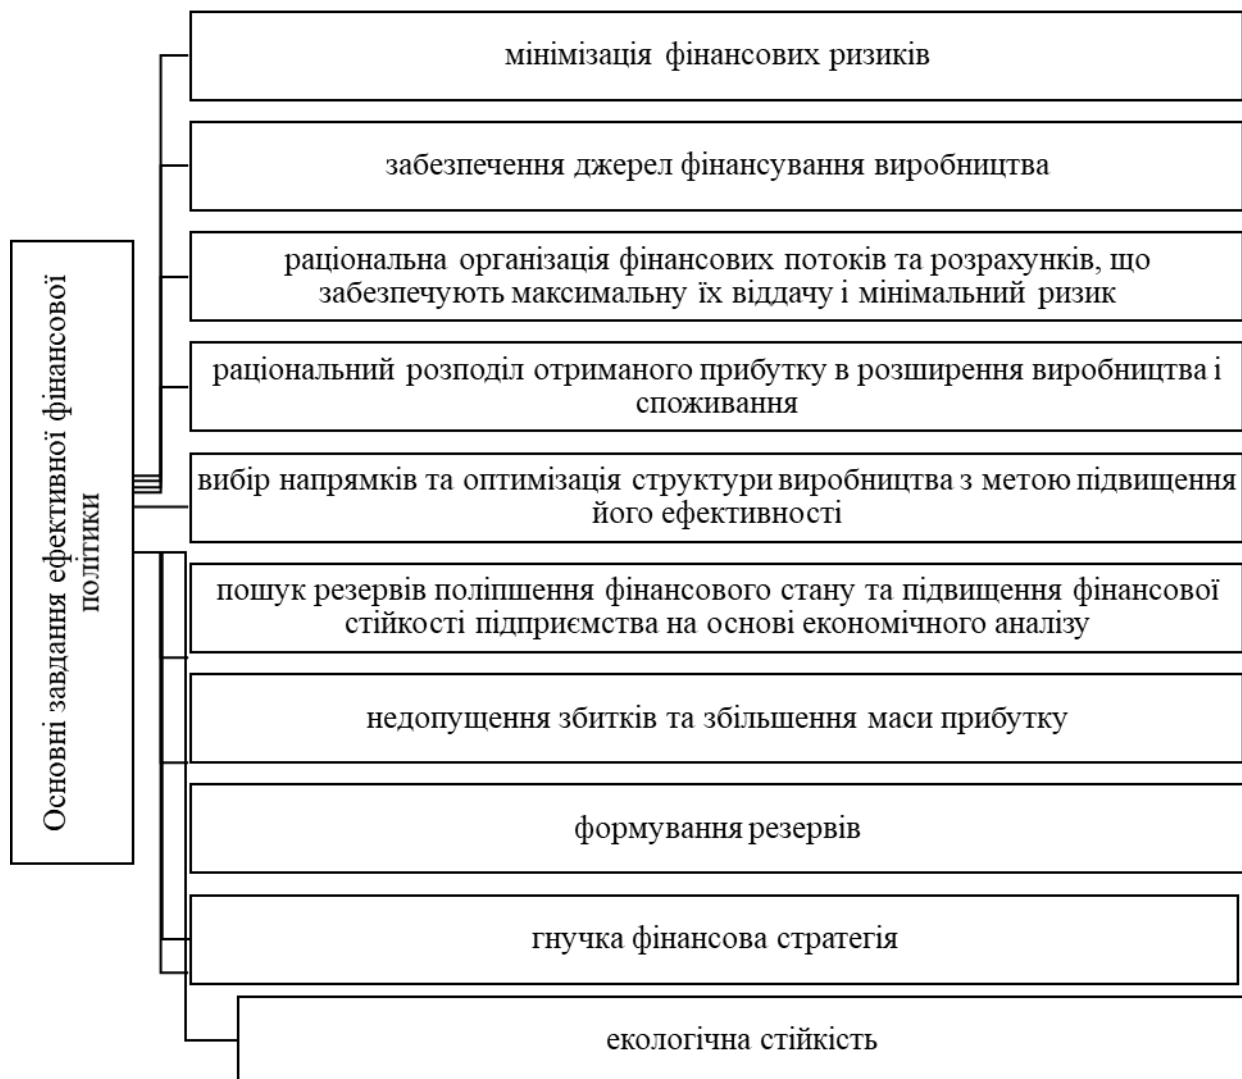 Основні завдання ефективної фінансової
політики
мінімізація фінансових ризиків
забезпечення джерел фінансування виробництва
раціональна організація фінансових потоків та розрахунків, що
забезпечують максимальну їх віддачу і мінімальний ризик
раціональний розподіл отриманого прибутку в розширення виробництва і
споживання
вибір напрямків та оптимізація структури виробництва з метою підвищення
його ефективності
пошук резервів поліпшення фінансового стану та підвищення фінансової
стійкості підприємства на основі економічного аналізу
недопущення збитків та збільшення маси прибутку
формування резервів
гнучка фінансова стратегія
екологічна стійкість